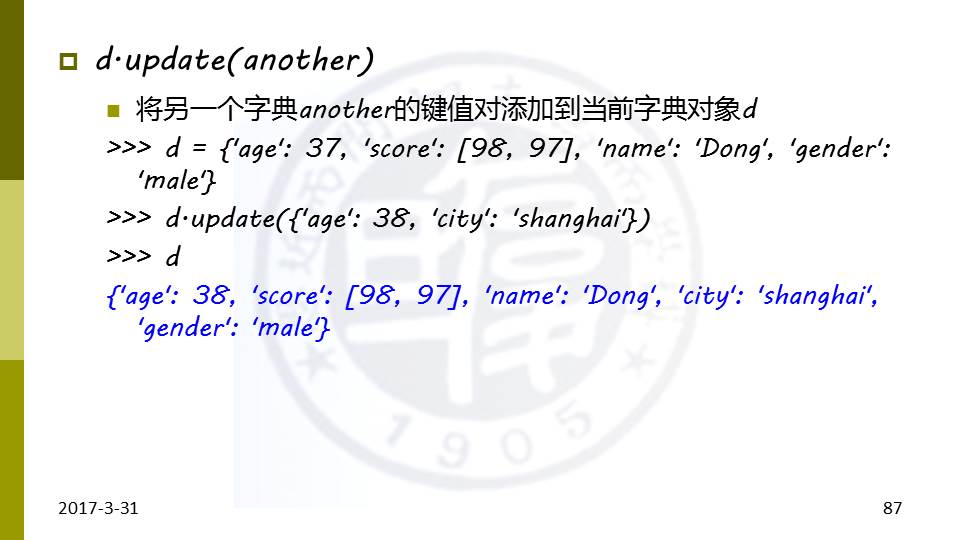 d.update(another)
将另一个字典another的键值对添加到当前字典对象d
>>> d = {'age': 37, 'score': [98, 97], 'name': 'Dong', 'gender':
'male'}
>>> d.update({'age': 38, 'city': 'shanghai'})
>>> d
{'age': 38, 'score': [98, 97], 'name': 'Dong', 'city': 'shanghai',
'gender': 'male'}
1905
2017-3-31
87